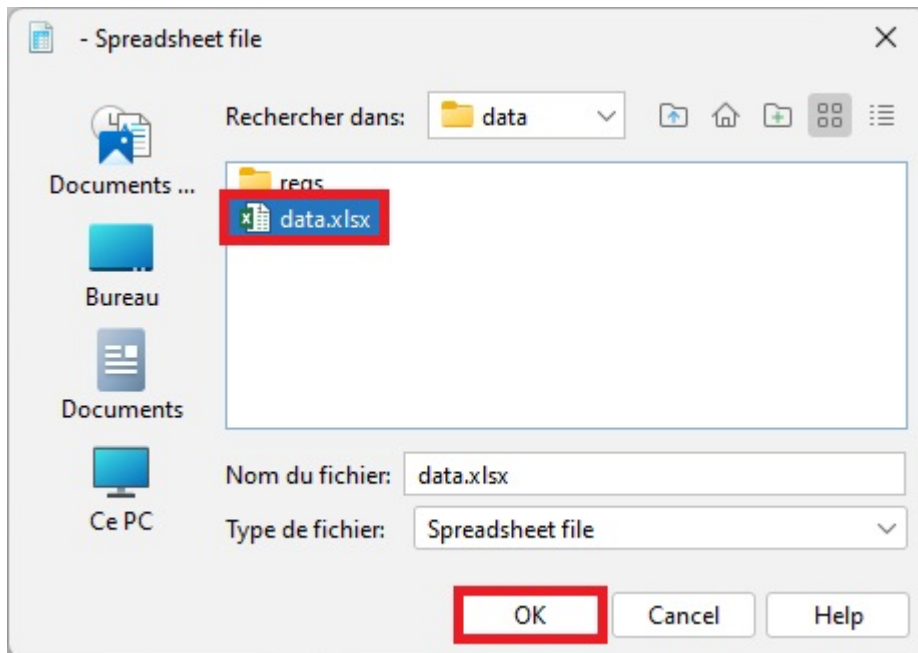 - Spreadsheet file
Rechercher dans: data
Documents ...
Bureau
Documents
Ce PC
regs
data.xlsx
Nom du fichier: data.xlsx
Type de fichier: Spreadsheet file
OK Cancel Help